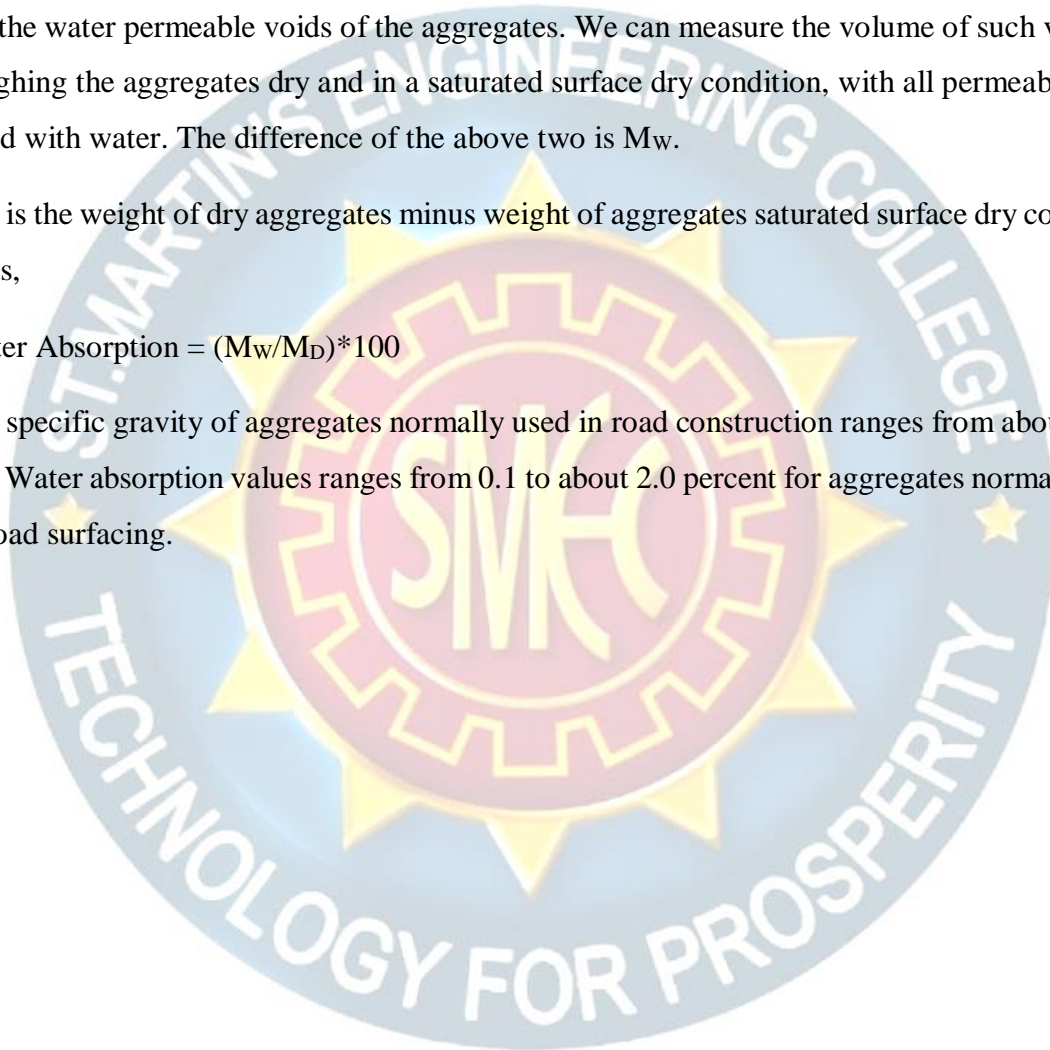 the water permeable voids of the aggregates. We can measure the volume of such
ghing the aggregates dry and in a saturated surface dry condition, with all permeab
d with water. The difference of the above two is MW.
is the weight of dry aggregates minus weight of aggregates saturated surface dry co
s,
ter Absorption = (MW/MD)*100
specific gravity of aggregates normally used in road construction ranges from abou
Water absorption values ranges from 0.1 to about 2.0 percent for aggregates norma
oad surfacing.
ST.MARTIN'S ENGINEERING COLLEGE
SMEC
TECHNOLOGY FOR PROSPERITY